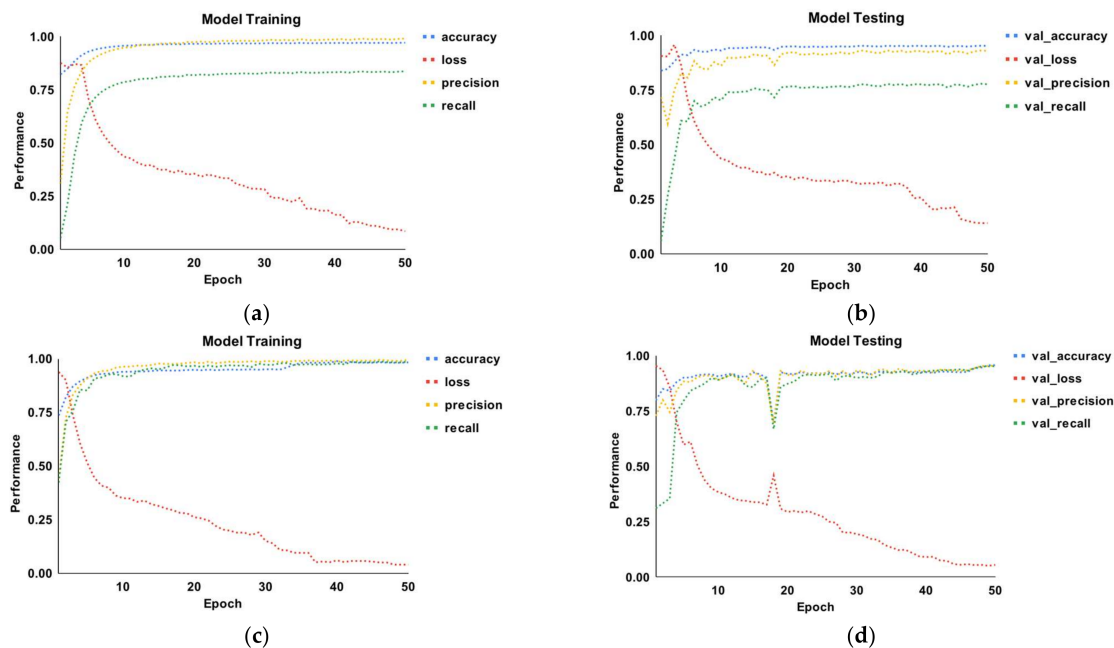 Model Training
1.00
0.75
0.50
0.25
0.00
Performance
10
20
30
40
50
Epoch
accuracy
loss
precision
recall
(a)
Model Testing
1.00
0.75
0.50
0.25
0.00
Performance
10
20
30
40
50
Epoch
val_accuracy
val_loss
val_precision
val_recall
(b)
Model Training
1.00
0.75
0.50
0.25
0.00
Performance
10
20
30
40
50
Epoch
accuracy
loss
precision
recall
(c)
Model Testing
1.00
0.75
0.50
0.25
0.00
Performance
10
20
30
40
50
Epoch
val_accuracy
val_loss
val_precision
val_recall
(d)